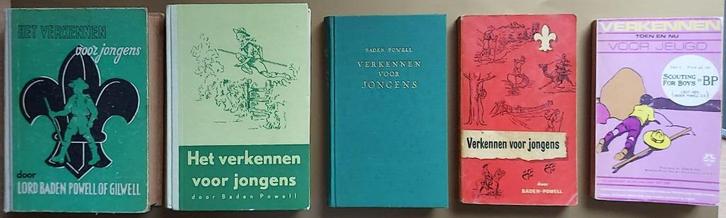 HET VERKENNEN
voor jongens
door
LORD BADEN POWELL OF GILWELL
Het verkennen
voor jongens
door Baden Powell
BADEN POWELL
VERKENNEN
VOOR
JONGENS
Verkennen voor jongens
door
BADEN-POWELL
VERKENNEN
TOEN EN NU
VOOR JEUGD
SCOUTING
FOR BOYS
BP